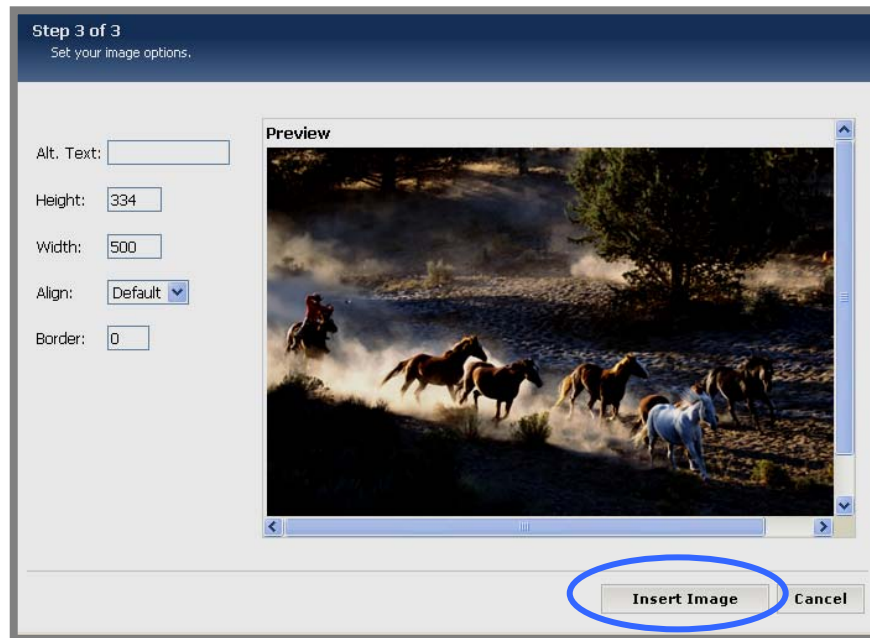 Step 3 of 3
Set your image options.
Preview
Alt. Text:
Height: 334
Width: 500
Align: Default
Border: 0
Insert Image Cancel